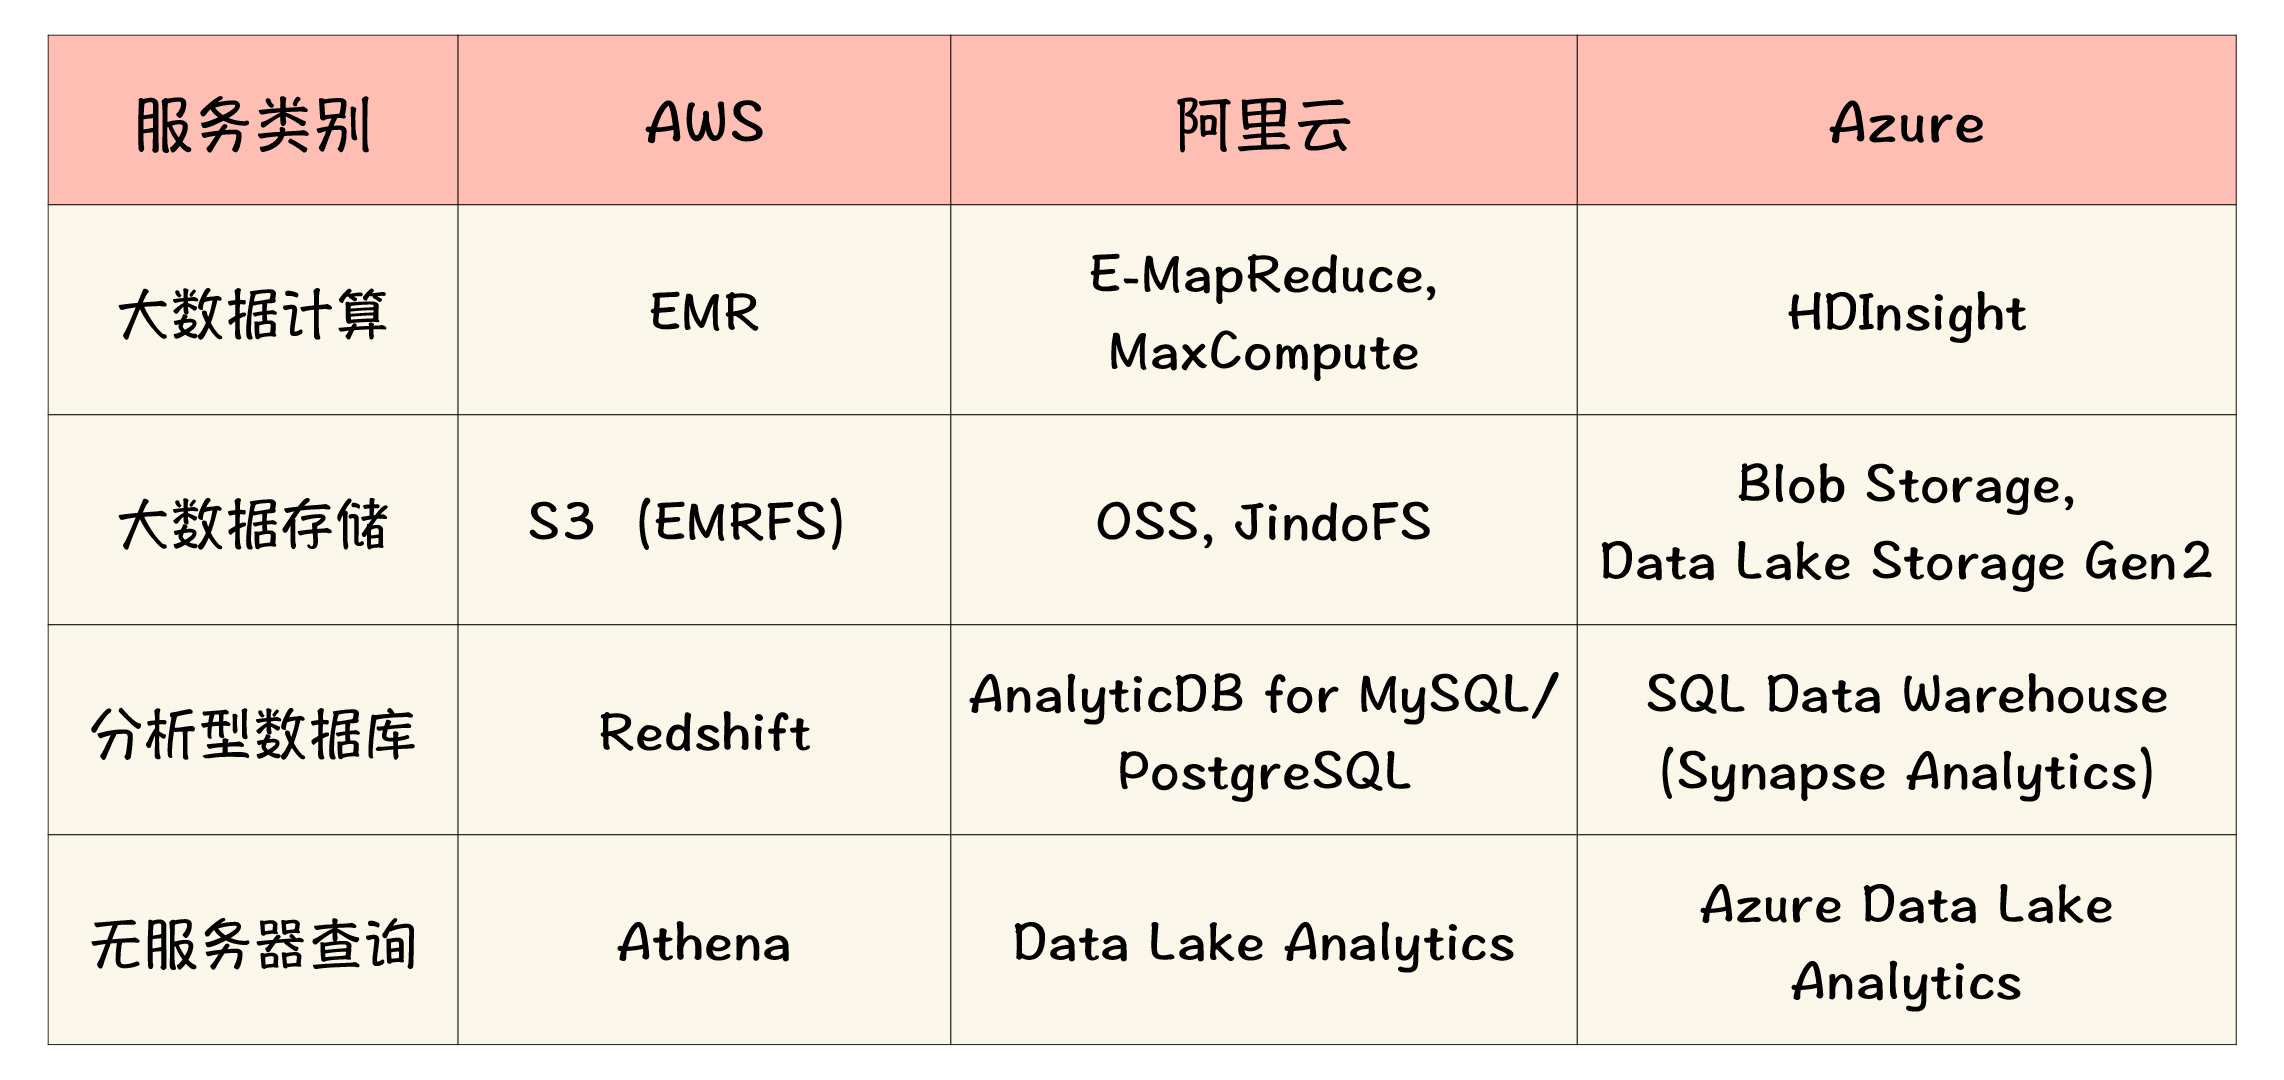 服务类别
AWS
阿里云
Azure
大数据计算
EMR
E-MapReduce,
MaxCompute
HDInsight
大数据存储
S3 (EMRFS)
OSS, JindoFS
Blob Storage,
Data Lake Storage Gen2
分析型数据库
Redshift
AnalyticDB for MySQL/
PostgreSQL
SQL Data Warehouse
(Synapse Analytics)
无服务器查询
Athena
Data Lake Analytics
Azure Data Lake
Analytics